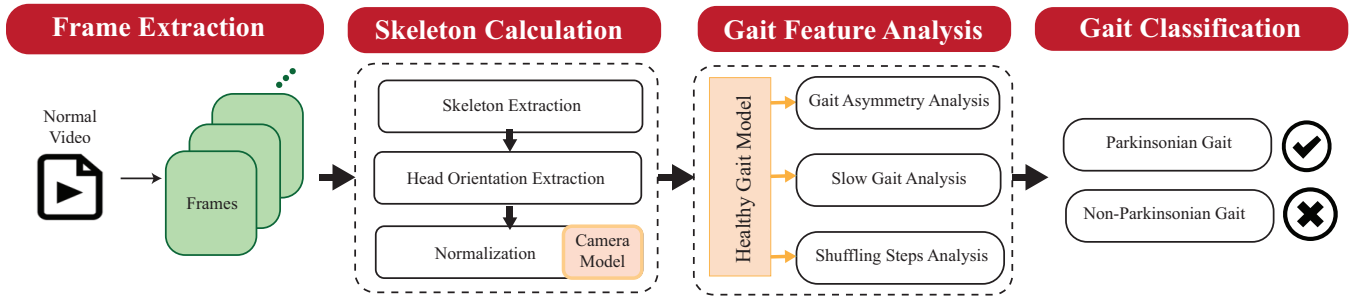 Frame Extraction
Normal
Video
Frames
Skeleton Calculation
Skeleton Extraction
Head Orientation Extraction
Normalization
Camera
Model
Gait Feature Analysis
Healthy Gait Model
Gait Asymmetry Analysis
Slow Gait Analysis
Shuffling Steps Analysis
Gait Classification
Parkinsonian Gait
Non-Parkinsonian Gait